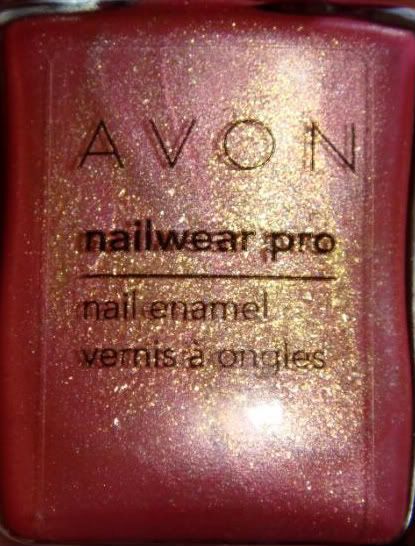 AVON
nailwear pro
nail enamel
vernis à ongles